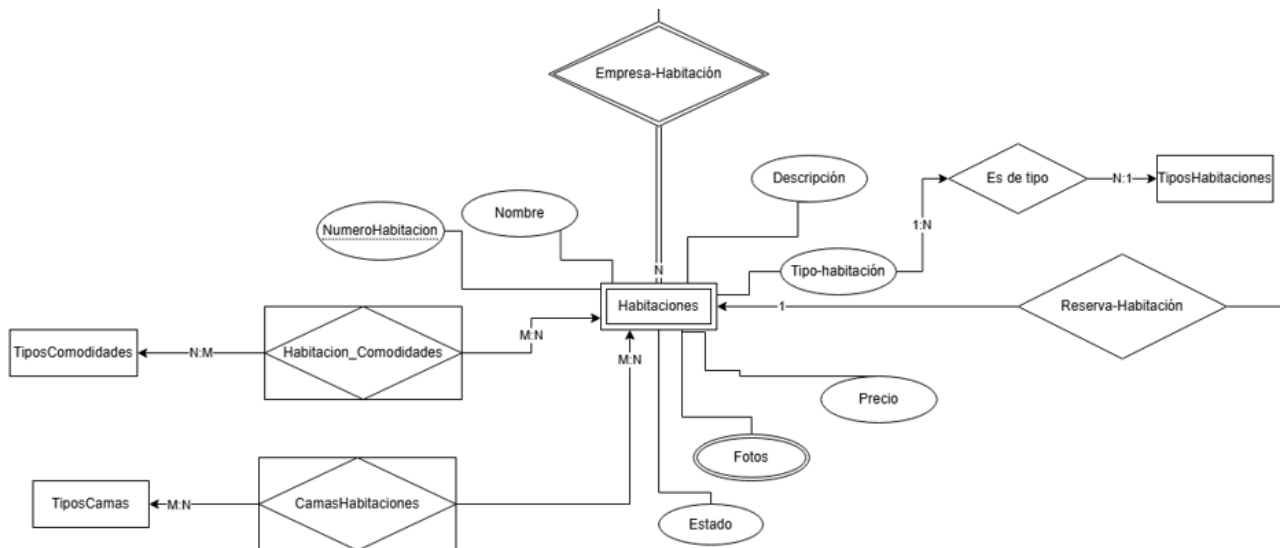 Empresa-Habitación
Descripción
Es de tipo
N:1
TiposHabitaciones
Nombre
NumeroHabitacion
1:N
N
Tipo-habitación
Habitaciones
1
Reserva-Habitación
M:N
TiposComodidades
N:M
Habitacion_Comodidades
M:N
Precio
Fotos
TiposCamas
M:N
CamasHabitaciones
Estado